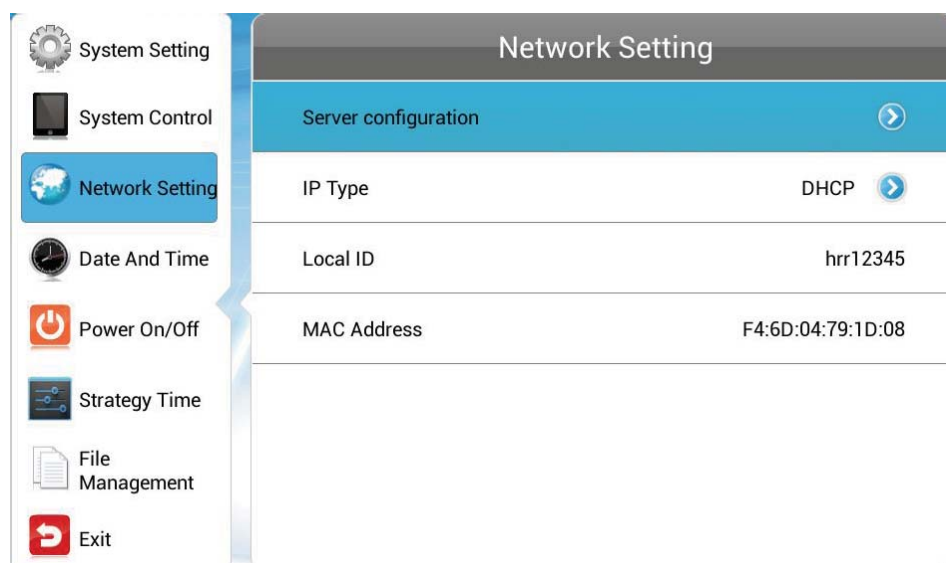 System Setting
System Control
Network Setting
Date And Time
Power On/Off
Strategy Time
File
Management
Exit
Network Setting
Server configuration
IP Type DHCP
Local ID hrr12345
MAC Address F4:6D:04:79:1D:08